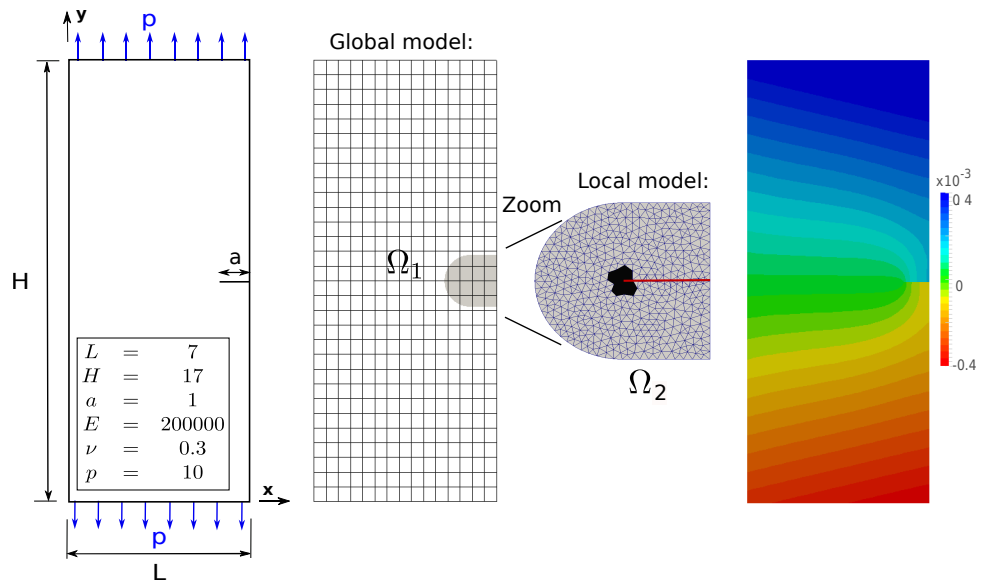 y
p
H
a
L = 7
H = 17
a = 1
E = 200000
ν = 0.3
p = 10
x
p
L
Global model:
Ω1
Zoom
Local model:
Ω2
x10-3
0 4
0
-0.4